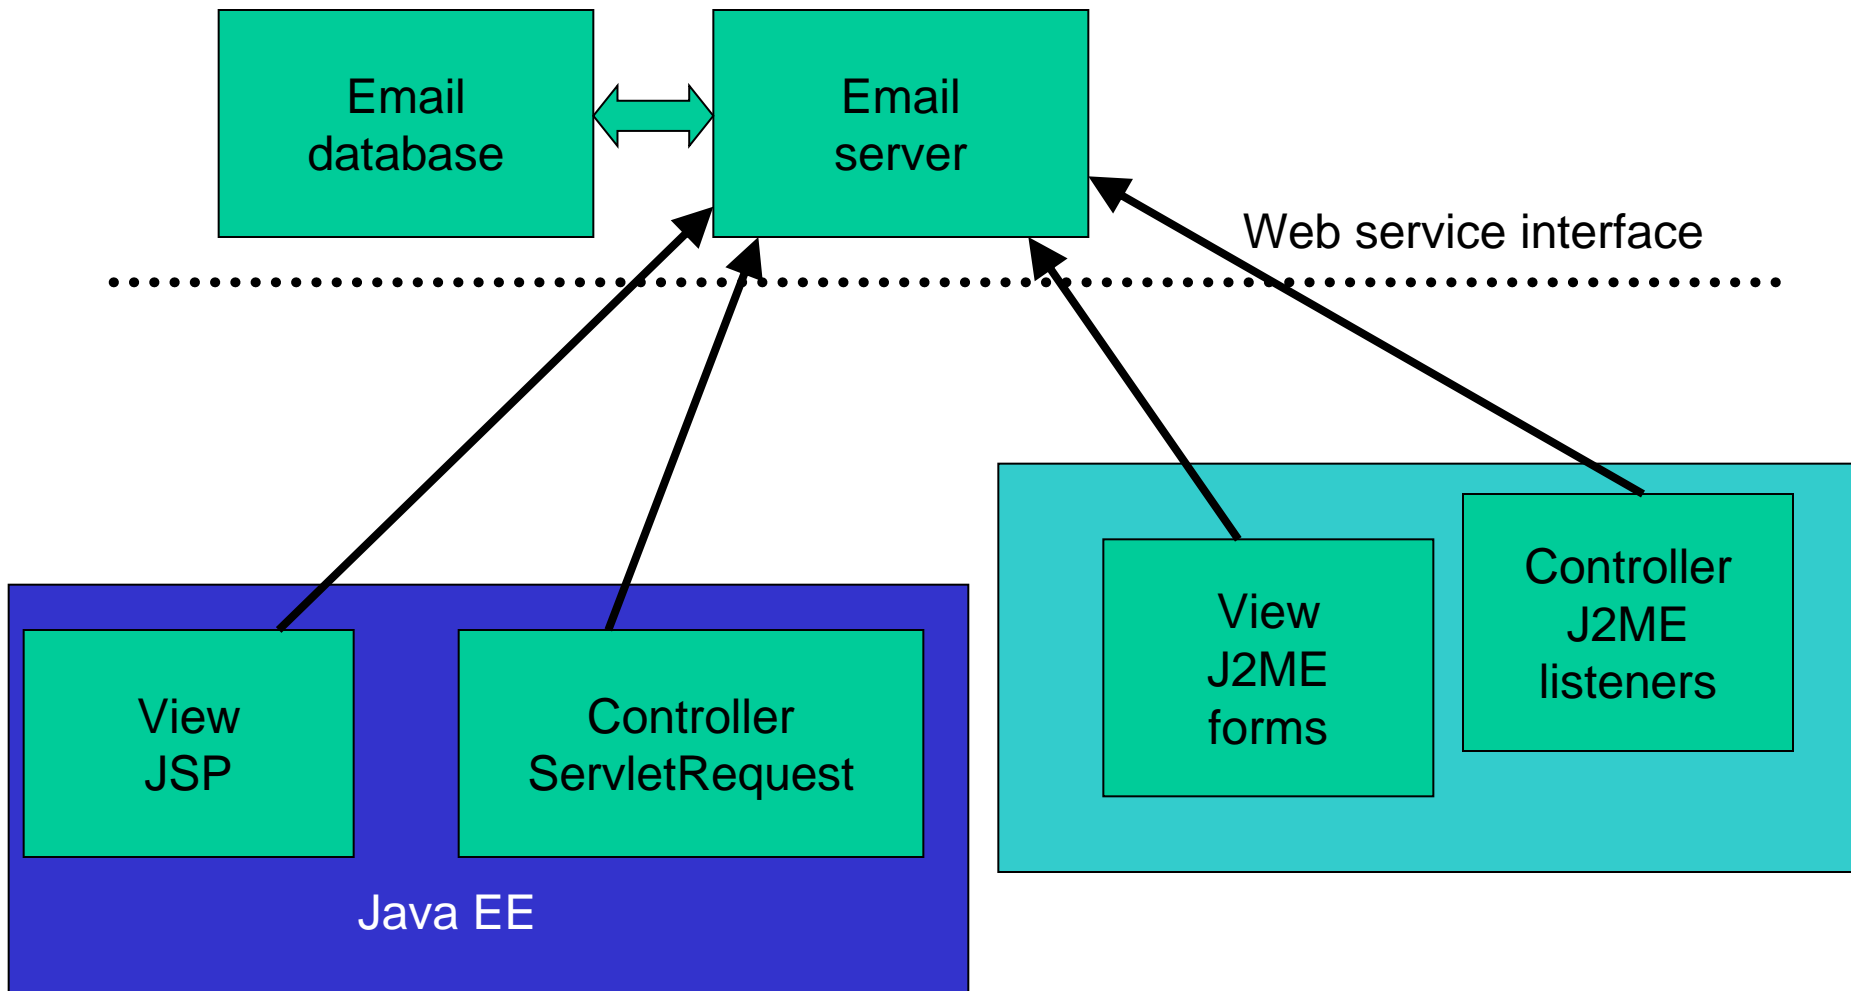 Email
database
Email
server
Web service interface
View
JSP
Controller
ServletRequest
Java EE
View
J2ME
forms
Controller
J2ME
listeners